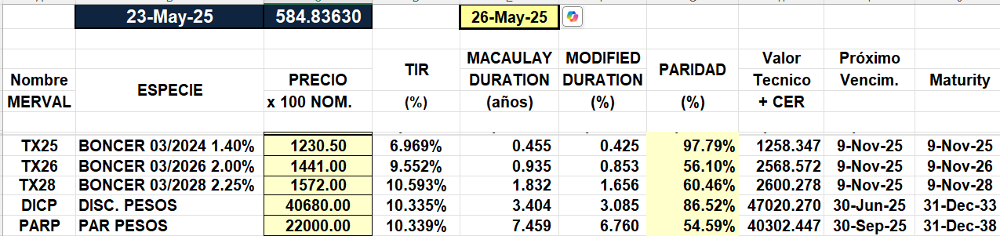 23-May-25 584.83630 26-May-25
Nombre MERVAL ESPECIE PRECIO x 100 NOM. TIR (%) MACAULAY DURATION (años) MODIFIED DURATION (%) PARIDAD (%) Valor Tecnico + CER Próximo Vencim. Maturity
TX25 BONCER 03/2024 1.40% 1230.50 6.969% 0.455 0.425 97.79% 1258.347 9-Nov-25 9-Nov-25
TX26 BONCER 03/2026 2.00% 1441.00 9.552% 0.935 0.853 56.10% 2568.572 9-Nov-25 9-Nov-26
TX28 BONCER 03/2028 2.25% 1572.00 10.593% 1.832 1.656 60.46% 2600.278 9-Nov-25 9-Nov-28
DICP DISC. PESOS 40680.00 10.335% 3.404 3.085 86.52% 47020.270 30-Jun-25 31-Dec-33
PARP PAR PESOS 22000.00 10.339% 7.459 6.760 54.59% 40302.447 30-Sep-25 31-Dec-38